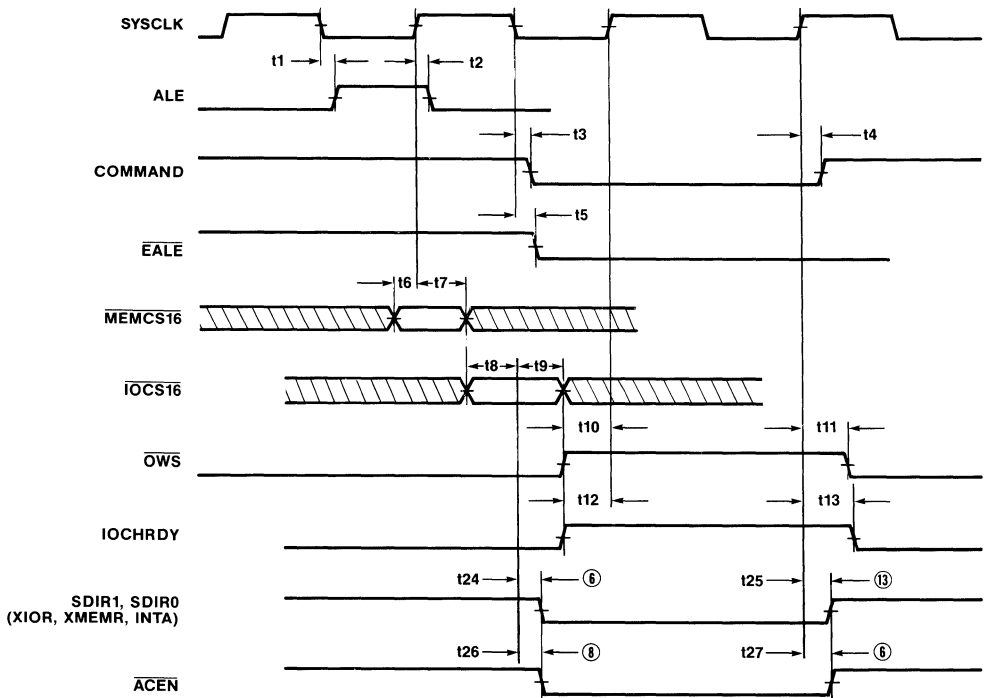 SYSCLK
t1
t2
ALE
t3
t4
COMMAND
t5
EALE
t6
t7
MEMCS16
t8
t9
IOCS16
t10
t11
OWS
t12
t13
IOCHRDY
t24
6
t25
13
SDIR1, SDIR0
(XIOR, XMEMR, INTA)
t26
8
t27
6
ACEN